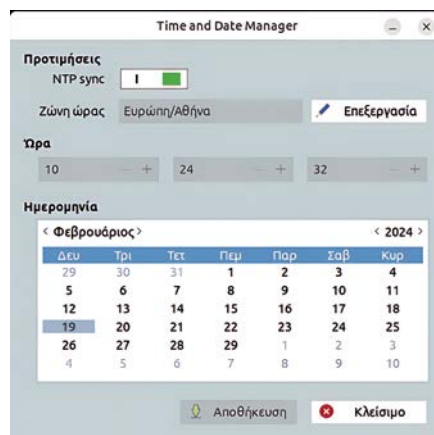 Time and Date Manager
Προτιμήσεις
NTP sync
Ζώνη ώρας Ευρώπη/Αθήνα Επεξεργασία
Ώρα
10 − + 24 − + 32 − +
Ημερομηνία
< Φεβρουάριος > < 2024 >
Δευ Τρι Τετ Πεμ Παρ Σαβ Κυρ
29 30 31 1 2 3 4
5 6 7 8 9 10 11
12 13 14 15 16 17 18
19 20 21 22 23 24 25
26 27 28 29 1 2 3
4 5 6 7 8 9 10
Αποθήκευση Κλείσιμο